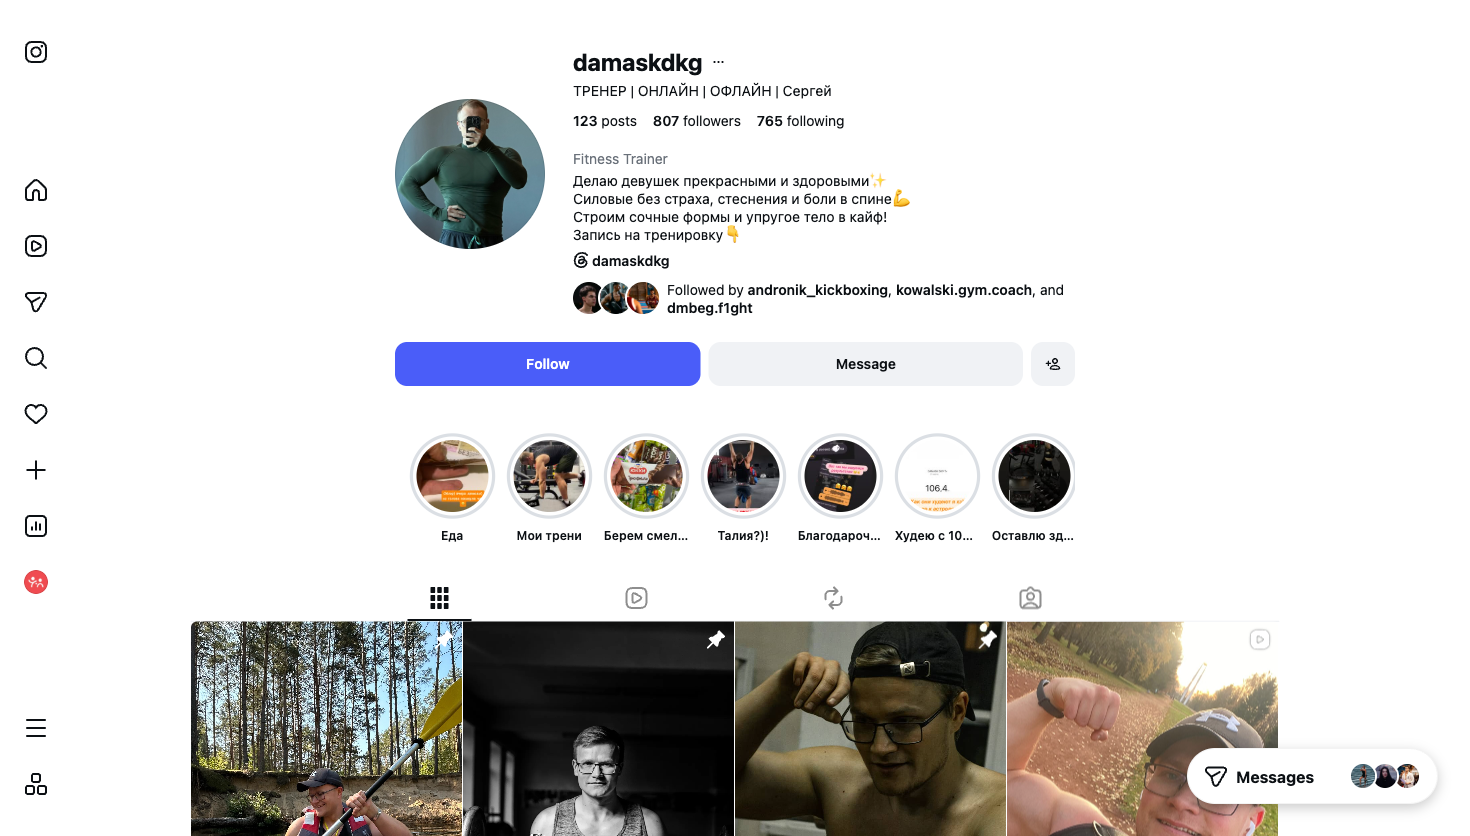 damaskdkg ...
ТРЕНЕР | ОНЛАЙН | ОФЛАЙН | Сергей
123 posts 807 followers 765 following
Fitness Trainer
Делаю девушек прекрасными и здоровыми✨
Силовые без страха, стеснения и боли в спине💪
Строим сочные формы и упругое тело в кайф!
Запись на тренировку👇
damaskdkg
Followed by andronik_kickboxing, kowalski.gym.coach, and
dmbeg.f1ght
Follow
Message
106,4
Еда
Мои трени
Берем смел...
Талия?)!
Благодароч...
Худею с 10...
Оставлю зд...
Messages